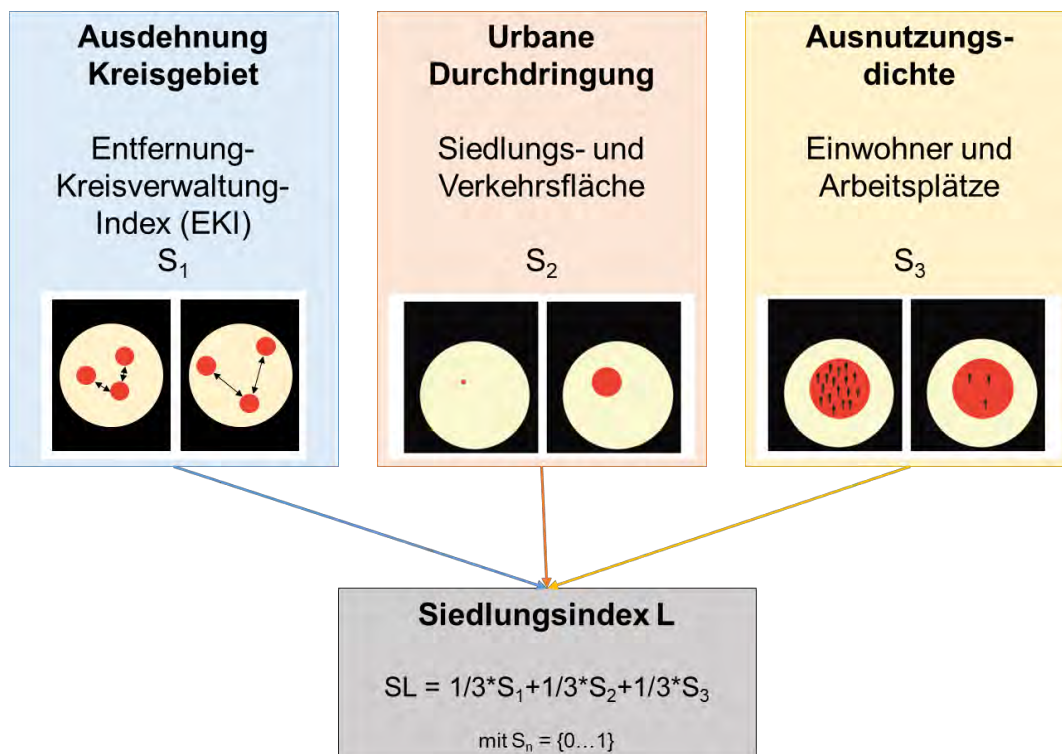 Ausdehnung
Kreisgebiet
Entfernung-
Kreisverwaltung-
Index (EKI)
S₁
Urbane
Durchdringung
Siedlungs- und
Verkehrsfläche
S₂
Ausnutzungs-
dichte
Einwohner und
Arbeitsplätze
S₃
Siedlungsindex L
SL = 1/3*S₁+1/3*S₂+1/3*S₃
mit Sₙ = {0...1}